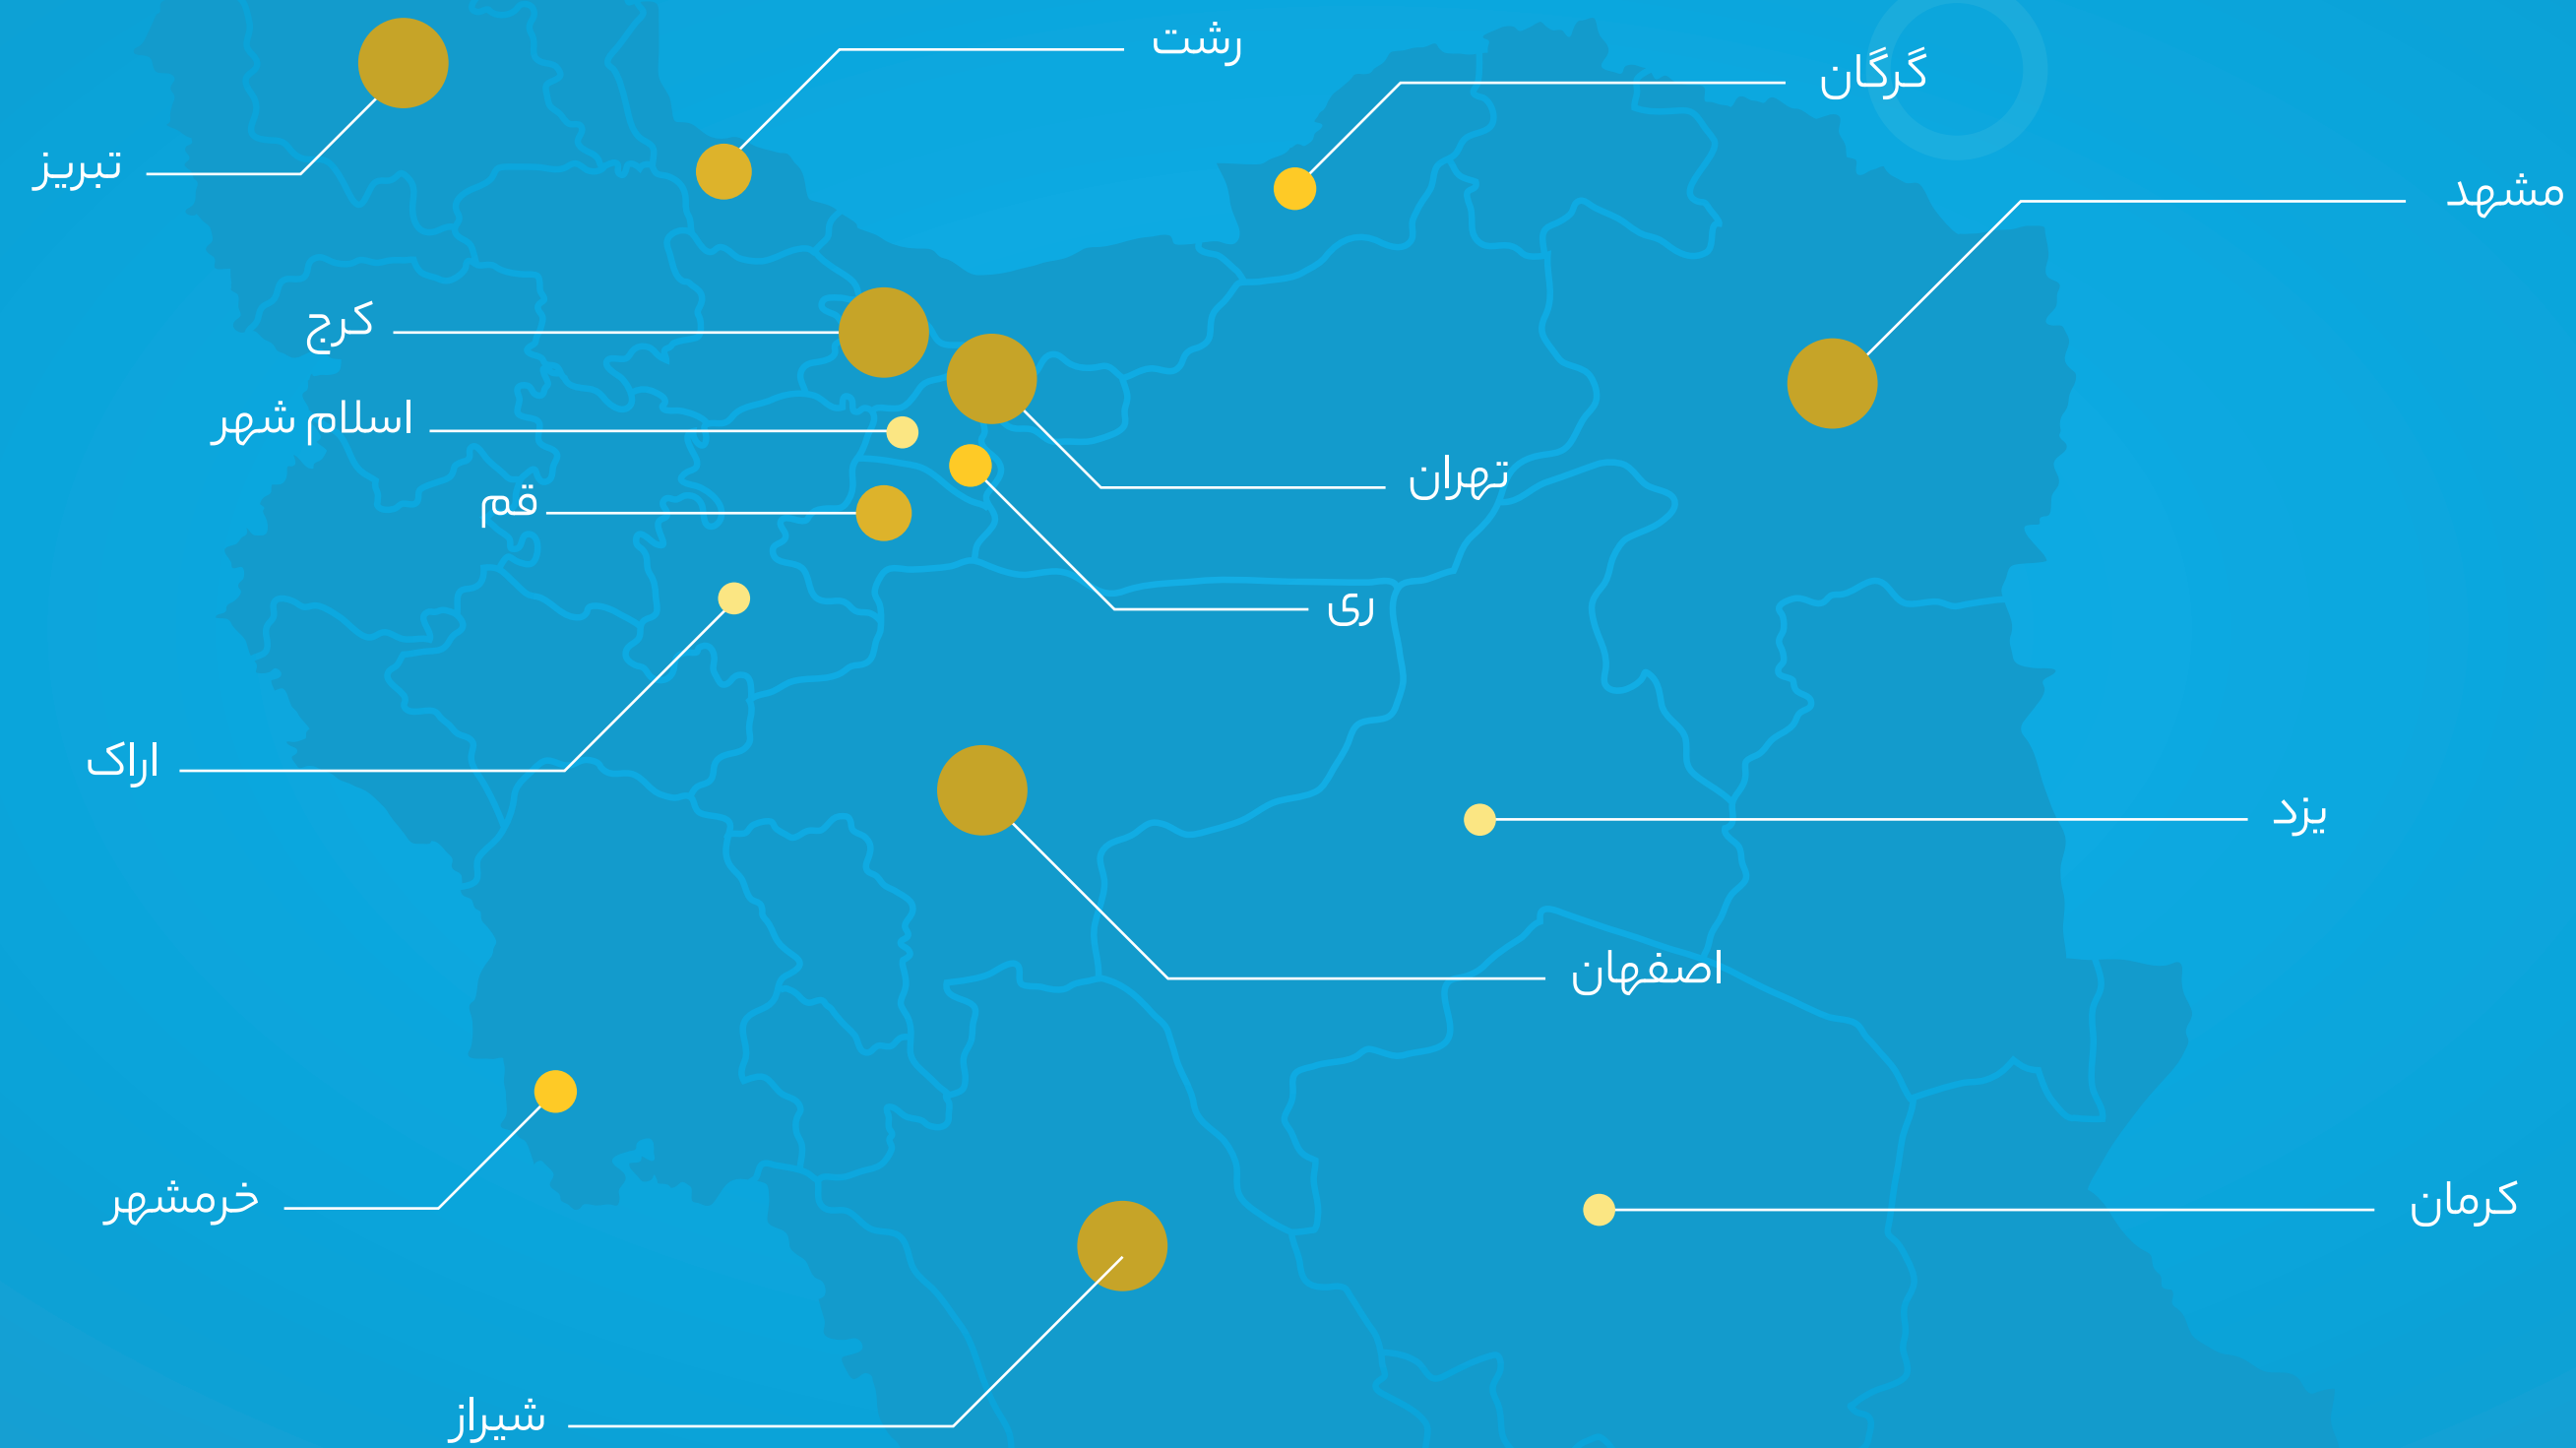 رشت
گرگان
تبریز
مشهد
کرج
اسلام شهر
تهران
قم
ری
اراک
یزد
اصفهان
خرمشهر
کرمان
شیراز